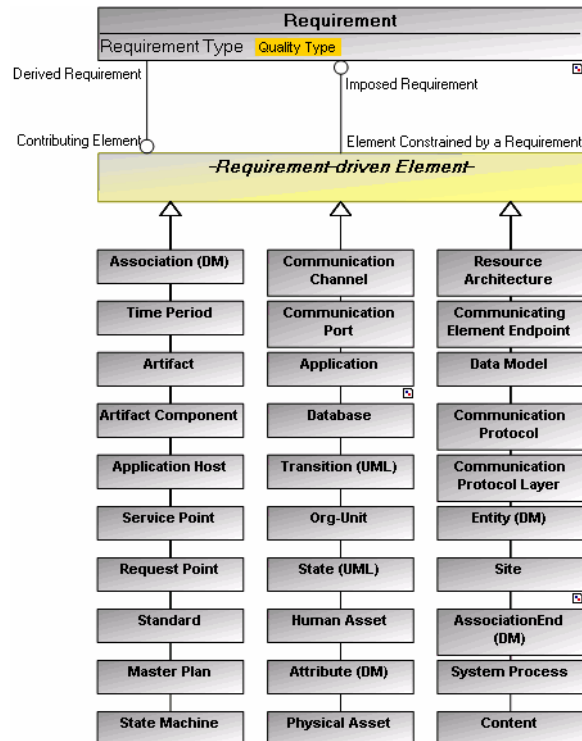 Requirement
Requirement Type Quality Type
Derived Requirement
Imposed Requirement
Contributing Element
Element Constrained by a Requirement
Requirement-driven Element
Association (DM)
Time Period
Artifact
Artifact Component
Application Host
Service Point
Request Point
Standard
Master Plan
State Machine
Communication
Channel
Communication
Port
Application
Database
Transition (UML)
Org-Unit
State (UML)
Human Asset
Attribute (DM)
Physical Asset
Resource
Architecture
Communicating
Element Endpoint
Data Model
Communication
Protocol
Communication
Protocol Layer
Entity (DM)
Site
AssociationEnd
(DM)
System Process
Content